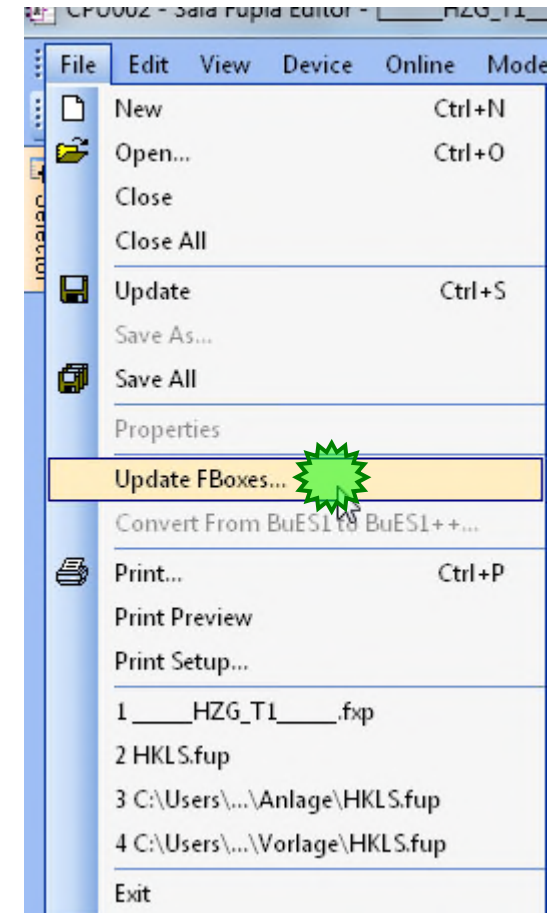 CPU002 - Saia Fupla Editor - [_____HZG_T1__
File Edit View Device Online Mode
New Ctrl+N
Open... Ctrl+O
Close
Close All
Update Ctrl+S
Save As...
Save All
Properties
Update FBoxes...
Convert From BuES1 to BuES1++...
Print... Ctrl+P
Print Preview
Print Setup...
1 _____HZG_T1_____.fxp
2 HKLS.fup
3 C:\Users\...\Anlage\HKLS.fup
4 C:\Users\...\Vorlage\HKLS.fup
Exit